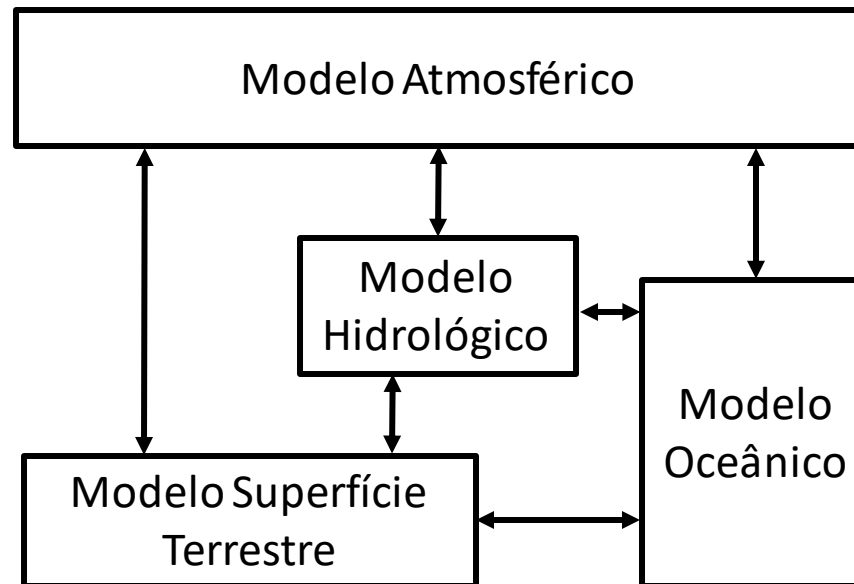 Modelo Atmosférico
Modelo
Hidrológico
Modelo
Oceânico
Modelo Superfície
Terrestre